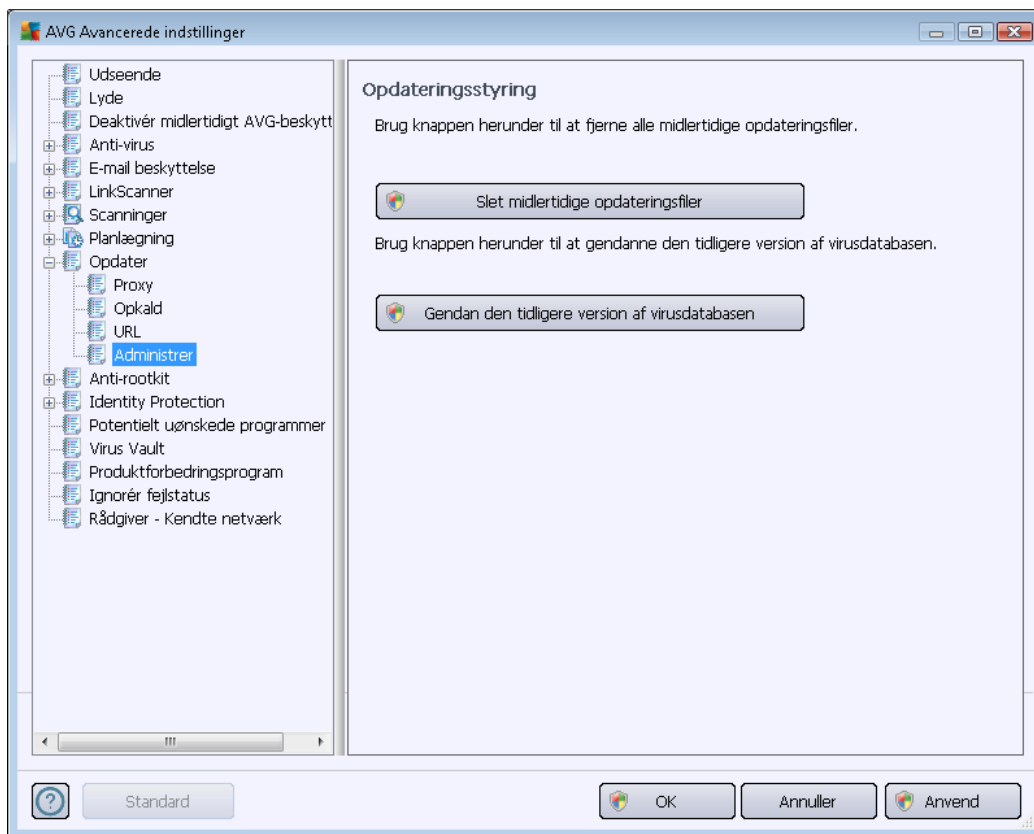 AVG Avancerede indstillinger
Udseende
Lyde
Deaktivér midlertidigt AVG-beskytt
Anti-virus
E-mail beskyttelse
LinkScanner
Scanninger
Planlægning
Opdater
Proxy
Opkald
URL
Administrer
Anti-rootkit
Identity Protection
Potentielt uønskede programmer
Virus Vault
Produktforbedringsprogram
Ignorér fejlstatus
Rådgiver - Kendte netværk
Opdateringsstyring
Brug knappen herunder til at fjerne alle midlertidige opdateringsfiler.
Slet midlertidige opdateringsfiler
Brug knappen herunder til at gendanne den tidligere version af virusdatabasen.
Gendan den tidligere version af virusdatabasen
?
Standard
OK
Annuller
Anvend